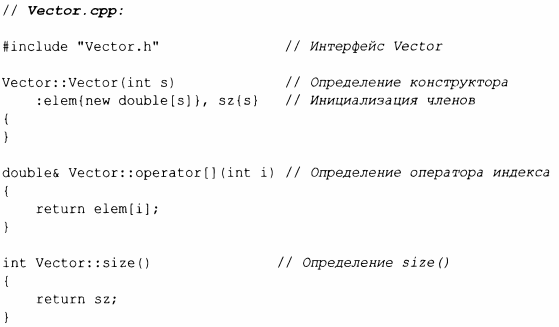 // Vector.cpp:
#include "Vector.h" // Интерфейс Vector
Vector::Vector(int s) // Определение конструктора
:elem{new double[s]}, sz{s} // Инициализация членов
{
}
double& Vector::operator[](int i) // Определение оператора индекса
{
return elem[i];
}
int Vector::size() // Определение size()
{
return sz;
}